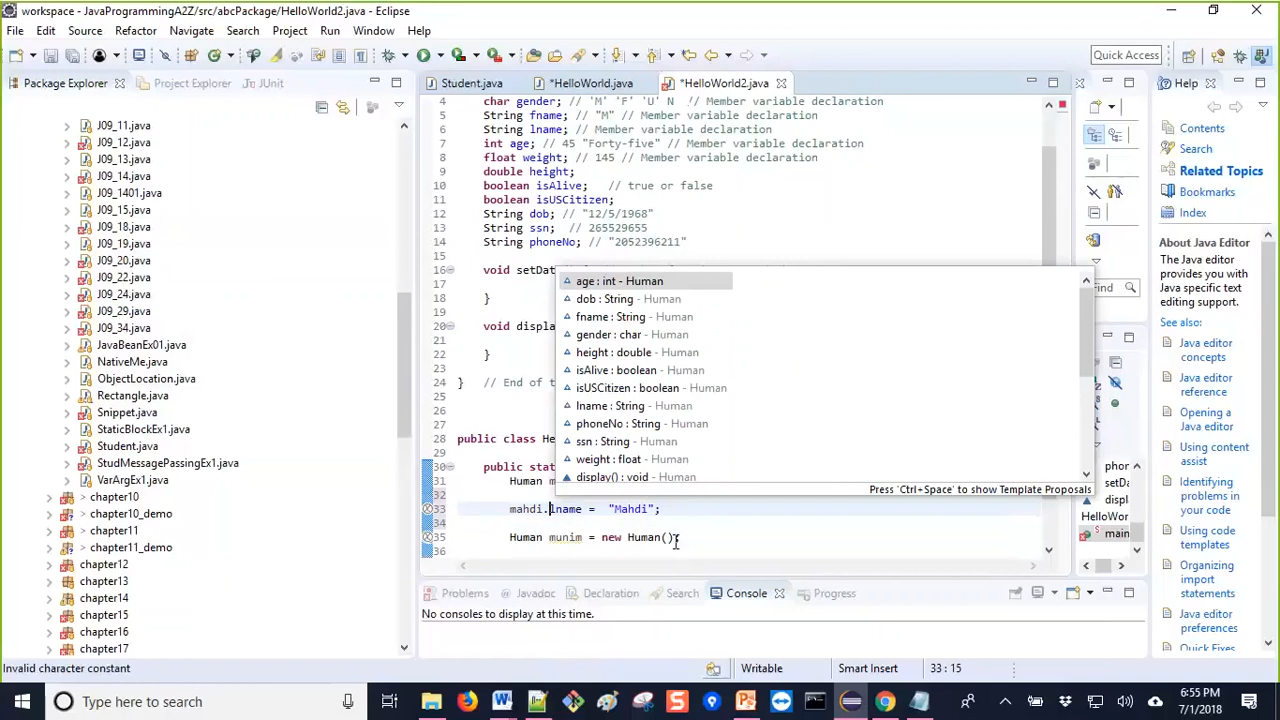 workspace - JavaProgrammingA2Z/src/abcPackage/HelloWorld2.java - Eclipse
File Edit Source Refactor Navigate Search Project Run Window Help
Quick Access
Package Explorer Project Explorer JUnit
Student.java *HelloWorld.java *HelloWorld2.java
Help
J09_11.java
J09_12.java
J09_13.java
J09_14.java
J09_1401.java
J09_15.java
J09_18.java
J09_19.java
J09_20.java
J09_22.java
J09_24.java
J09_29.java
J09_34.java
JavaBeanEx01.java
NativeMe.java
ObjectLocation.java
Rectangle.java
Snippet.java
StaticBlockEx1.java
Student.java
StudMessagePassingEx1.java
VarArgEx1.java
chapter10
chapter10_demo
chapter11
chapter11_demo
chapter12
chapter13
chapter14
chapter15
chapter16
chapter17
4 char gender; // 'M' 'F' 'U' N // Member variable declaration
5 String fname; // "M" // Member variable declaration
6 String lname; // Member variable declaration
7 int age; // 45 "Forty-five" // Member variable declaration
8 float weight; // 145 // Member variable declaration
9 double height;
10 boolean isAlive; // true or false
11 boolean isUSCitizen;
12 String dob; // "12/5/1968"
13 String ssn; // 265529655
14 String phoneNo; // "2052396211"
15
16 void setDat
17
18 }
19
20 void displa
21
22 }
23
24 } // End of t
25
26
27
28 public class He
29
30 public stat
31 Human m
32
33 mahdi.lname = "Mahdi";
34
35 Human munim = new Human();
36
age : int - Human
dob : String - Human
fname : String - Human
gender : char - Human
height : double - Human
isAlive : boolean - Human
isUSCitizen : boolean - Human
lname : String - Human
phoneNo : String - Human
ssn : String - Human
weight : float - Human
display() : void - Human
Press 'Ctrl+Space' to show Template Proposals
Find
phon
setDa
display
HelloWor
main
Contents
Search
Related Topics
Bookmarks
Index
About Java Editor
The Java editor
provides you with
Java specific text
editing support.
See also:
Java editor
concepts
Java editor
reference
Opening a
Java editor
Using content
assist
Identifying
problems in
your code
Using code
templates
Organizing
import
statements
Java editor
preferences
Quick Fixes
Problems Javadoc Declaration Search Console Progress
No consoles to display at this time.
Invalid character constant
Writable Smart Insert 33 : 15
Type here to search
6:55 PM
7/1/2018